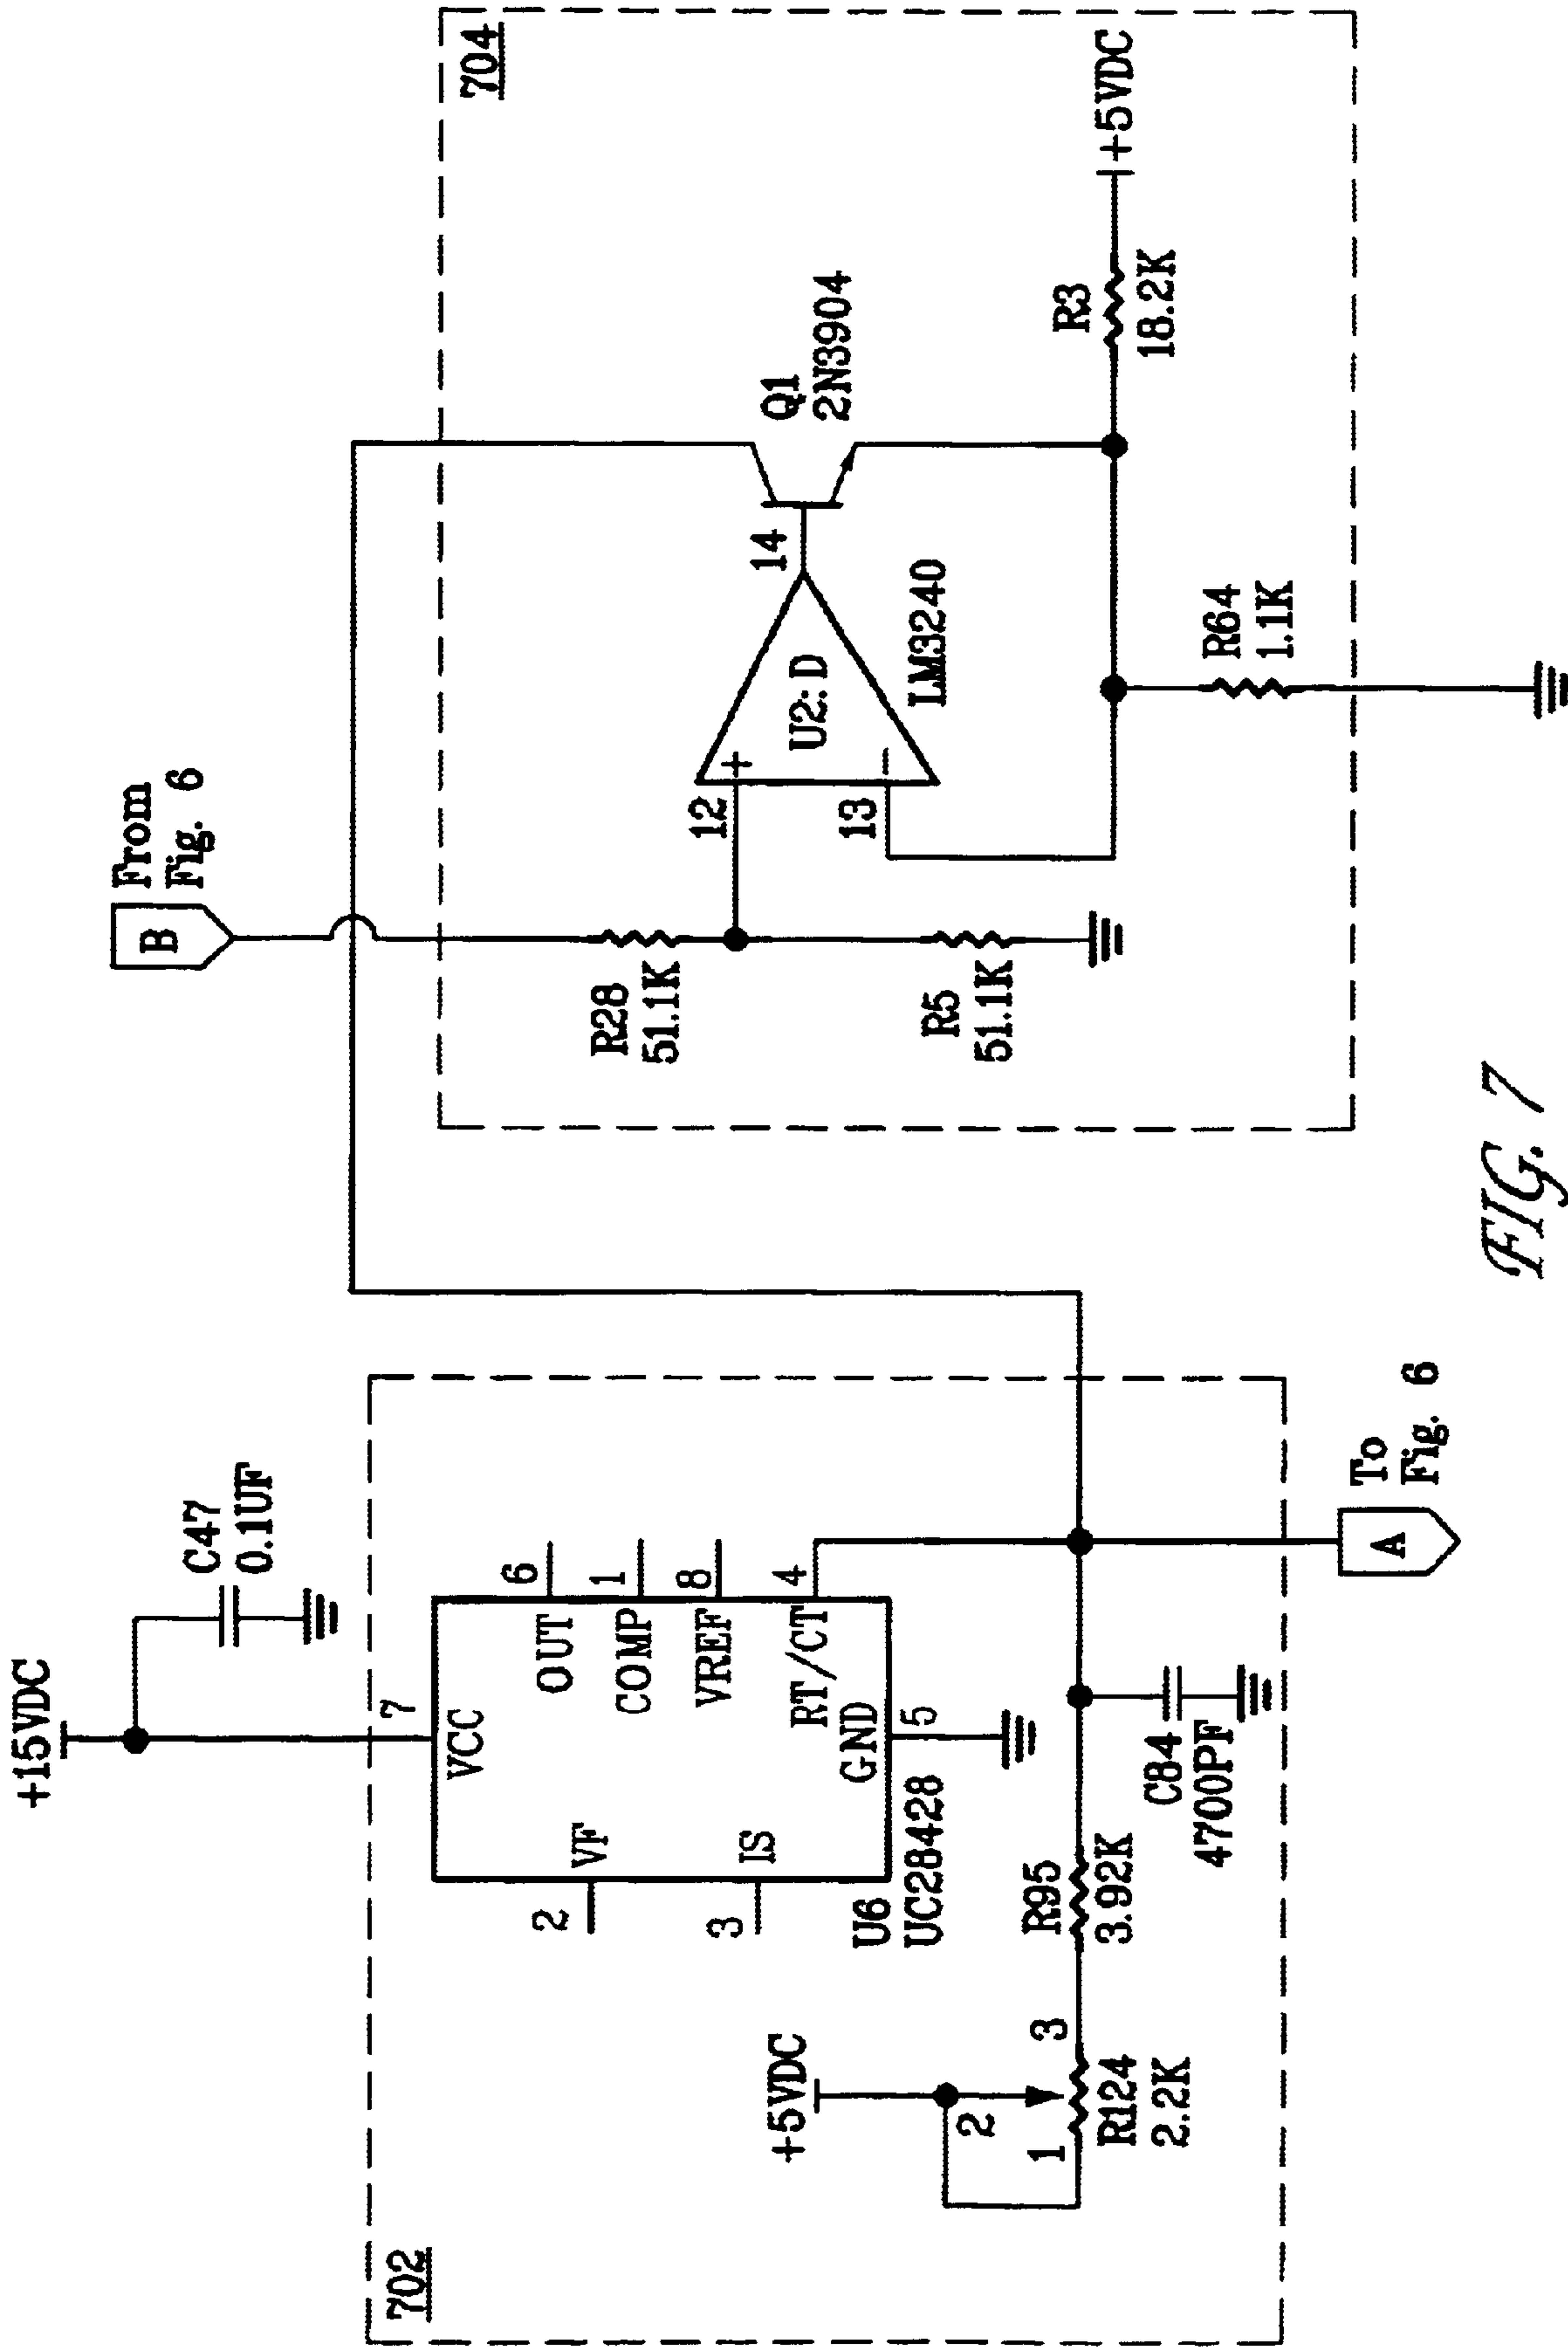 702
+15VDC
C47
0.1UF
7
VCC
OUT
6
COMP
1
VREF
8
RT/CT
4
GND
5
VF
2
IS
3
U6
UC28428
+5VDC
2
1
3
R124
2.2K
R95
3.92K
C84
4700PF
A
To
Fig. 6
704
B
From
Fig. 6
R28
51.1K
R5
51.1K
12
+
13
−
U2:D
14
LM3240
Q1
2N3904
R3
18.2K
+5VDC
R64
1.1K
FIG. 7